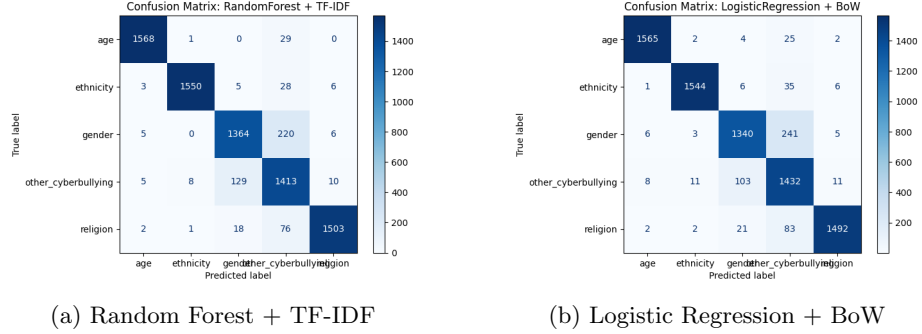 Confusion Matrix: RandomForest + TF-IDF
age 1568 1 0 29 0
ethnicity 3 1550 5 28 6
gender 5 0 1364 220 6
other_cyberbullying 5 8 129 1413 10
religion 2 1 18 76 1503
age ethnicity gender other_cyberbullying religion
Predicted label
True label
1400
1200
1000
800
600
400
200
0
(a) Random Forest + TF-IDF
Confusion Matrix: LogisticRegression + BoW
age 1565 2 4 25 2
ethnicity 1 1544 6 35 6
gender 6 3 1340 241 5
other_cyberbullying 8 11 103 1432 11
religion 2 2 21 83 1492
age ethnicity gender other_cyberbullying religion
Predicted label
True label
1400
1200
1000
800
600
400
200
(b) Logistic Regression + BoW